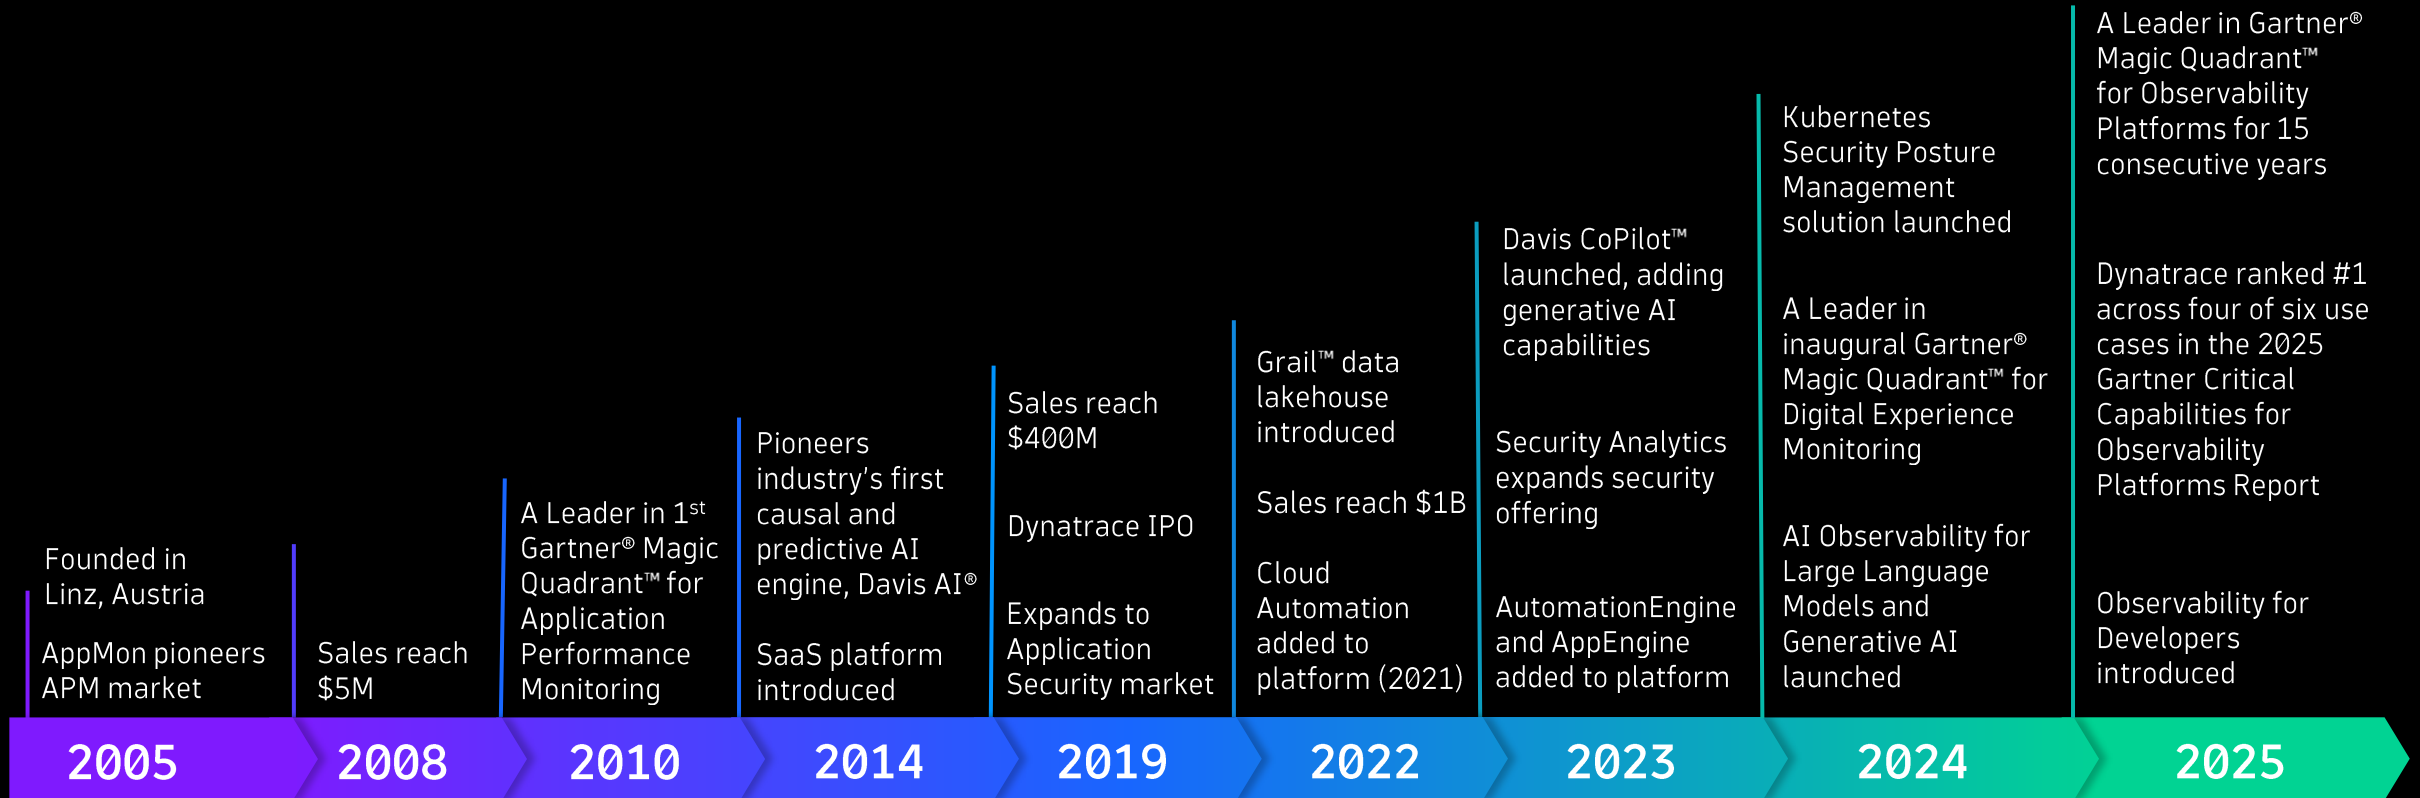 Founded in
Linz, Austria
AppMon pioneers
APM market
2005
Sales reach
$5M
2008
A Leader in 1st
Gartner® Magic
Quadrant™ for
Application
Performance
Monitoring
2010
Pioneers
industry’s first
causal and
predictive AI
engine, Davis AI®
SaaS platform
introduced
2014
Sales reach
$400M
Dynatrace IPO
Expands to
Application
Security market
2019
Grail™ data
lakehouse
introduced
Sales reach $1B
Cloud
Automation
added to
platform (2021)
2022
Davis CoPilot™
launched, adding
generative AI
capabilities
Security Analytics
expands security
offering
AutomationEngine
and AppEngine
added to platform
2023
Kubernetes
Security Posture
Management
solution launched
A Leader in
inaugural Gartner®
Magic Quadrant™ for
Digital Experience
Monitoring
AI Observability for
Large Language
Models and
Generative AI
launched
2024
A Leader in Gartner®
Magic Quadrant™
for Observability
Platforms for 15
consecutive years
Dynatrace ranked #1
across four of six use
cases in the 2025
Gartner Critical
Capabilities for
Observability
Platforms Report
Observability for
Developers
introduced
2025